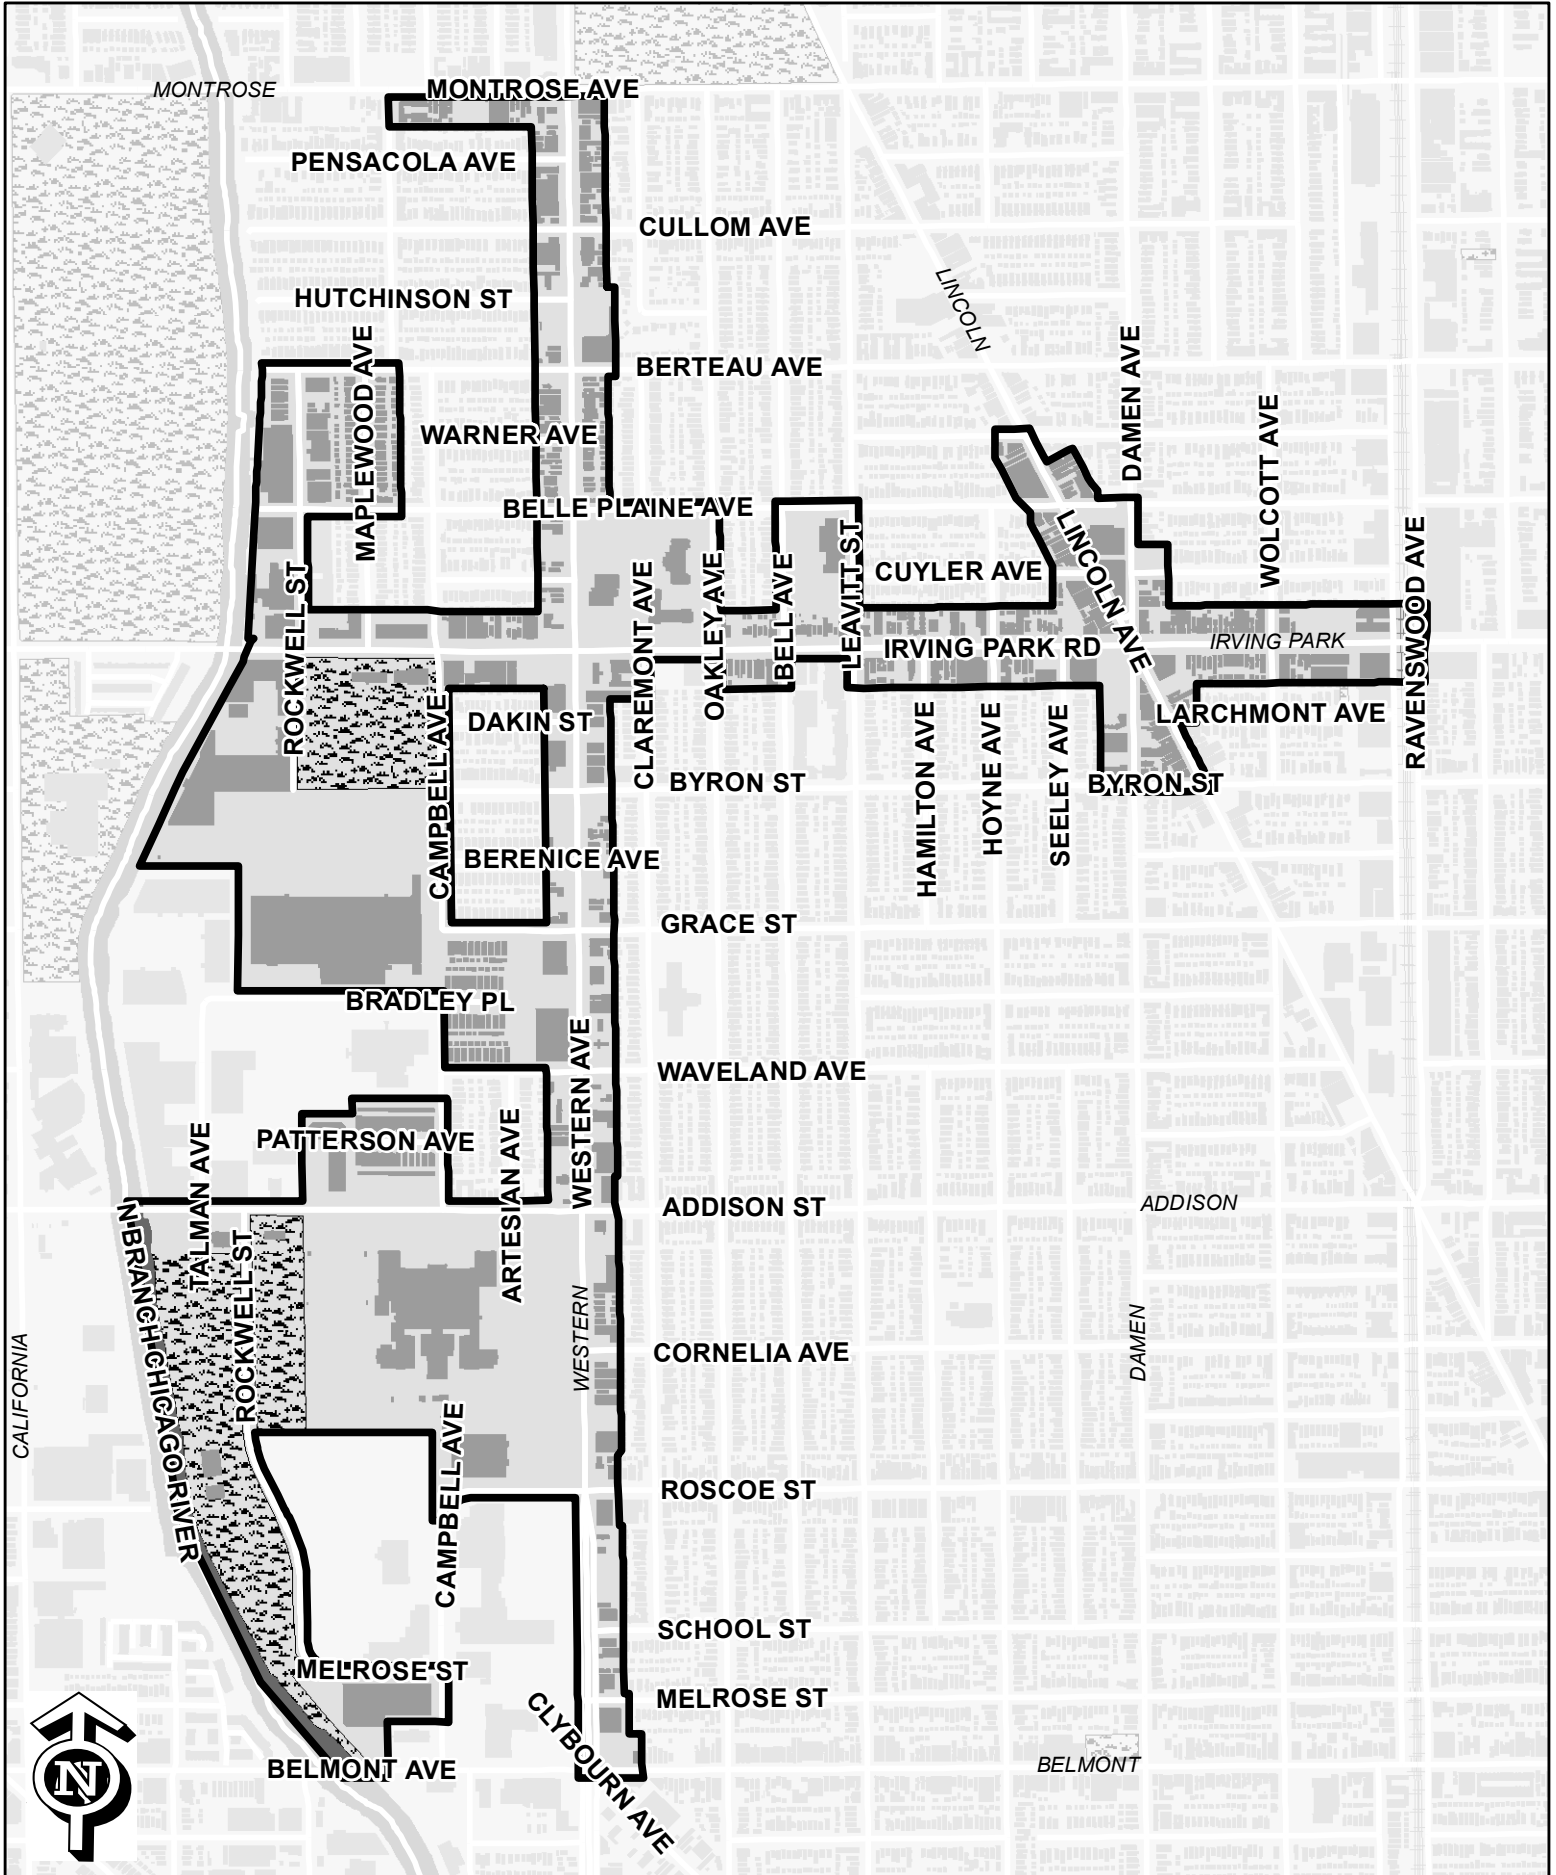 MONTROSE
MONTROSE AVE
PENSACOLA AVE
CULLOM AVE
HUTCHINSON ST
LINCOLN
MAPLEWOOD AVE
BERTEAU AVE
DAMEN AVE
WARNER AVE
WOLCOTT AVE
BELLE PLAINE AVE
LINCOLN AVE
RAVENSWOOD AVE
ROCKWELL ST
CLAREMONT AVE
OAKLEY AVE
BELL AVE
LEAVITT ST
CUYLER AVE
IRVING PARK RD
IRVING PARK
CAMPBELL AVE
DAKIN ST
HAMILTON AVE
HOYNE AVE
SEELEY AVE
LARCHMONT AVE
BYRON ST
BYRON ST
BERENICE AVE
GRACE ST
BRADLEY PL
WESTERN AVE
WAVELAND AVE
TALMAN AVE
PATTERSON AVE
ARTESIAN AVE
ADDISON ST
ADDISON
N BRANCH CHICAGO RIVER
ROCKWELL ST
WESTERN
CALIFORNIA
CORNELIA AVE
DAMEN
CAMPBELL AVE
ROSCOE ST
SCHOOL ST
MELROSE ST
MELROSE ST
CLYBOURN AVE
BELMONT AVE
BELMONT
N